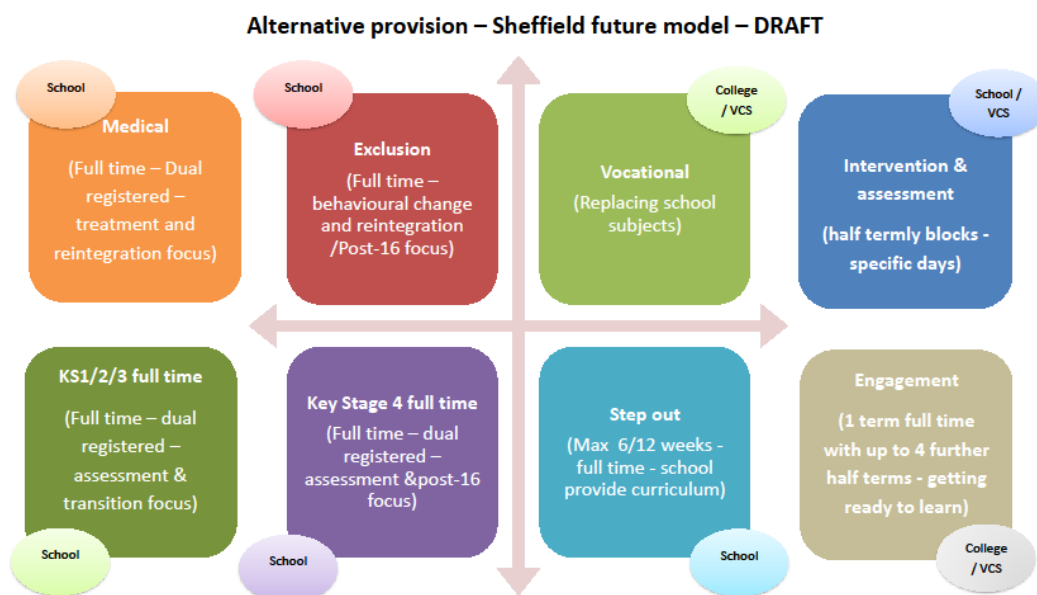 Alternative provision – Sheffield future model – DRAFT
School
Medical
(Full time – Dual
registered –
treatment and
reintegration focus)
School
Exclusion
(Full time –
behavioural change
and reintegration
/Post-16 focus)
College
/ VCS
Vocational
(Replacing school
subjects)
School /
VCS
Intervention &
assessment
(half termly blocks -
specific days)
KS1/2/3 full time
(Full time – dual
registered –
assessment &
transition focus)
School
Key Stage 4 full time
(Full time – dual
registered –
assessment &post-16
focus)
School
Step out
(Max  6/12 weeks -
full time - school
provide curriculum)
School
Engagement
(1 term full time
with up to 4 further
half terms - getting
ready to learn)
College
/ VCS